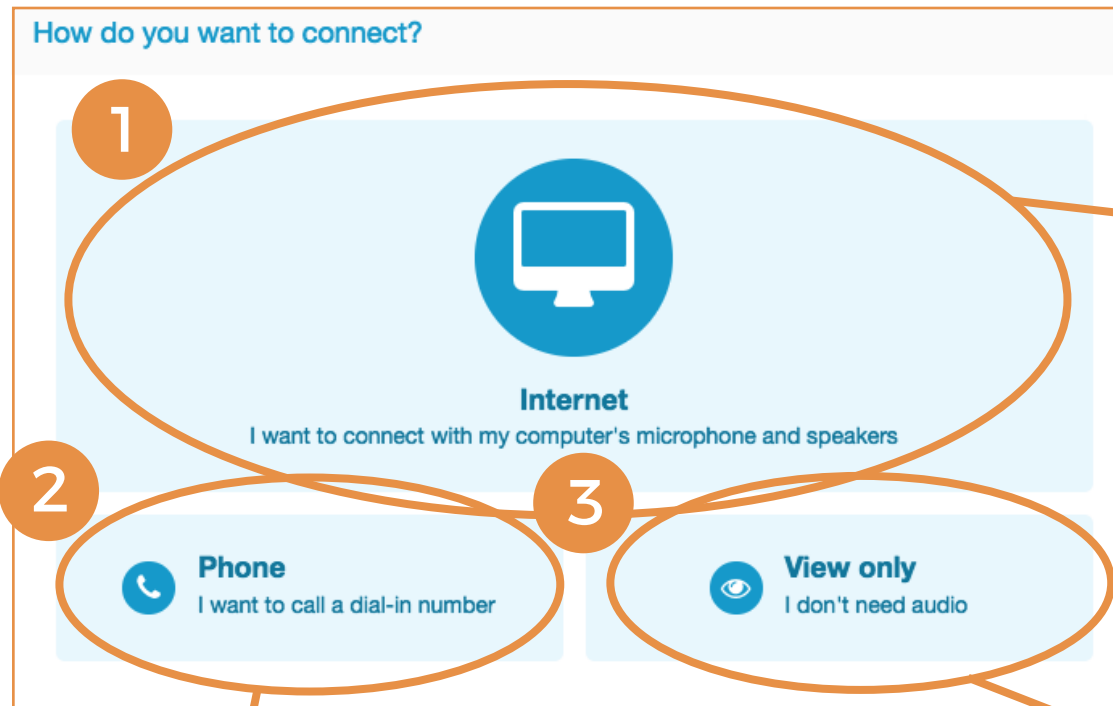 How do you want to connect?
1
Internet
I want to connect with my computer's microphone and speakers
2
Phone
I want to call a dial-in number
3
View only
I don't need audio